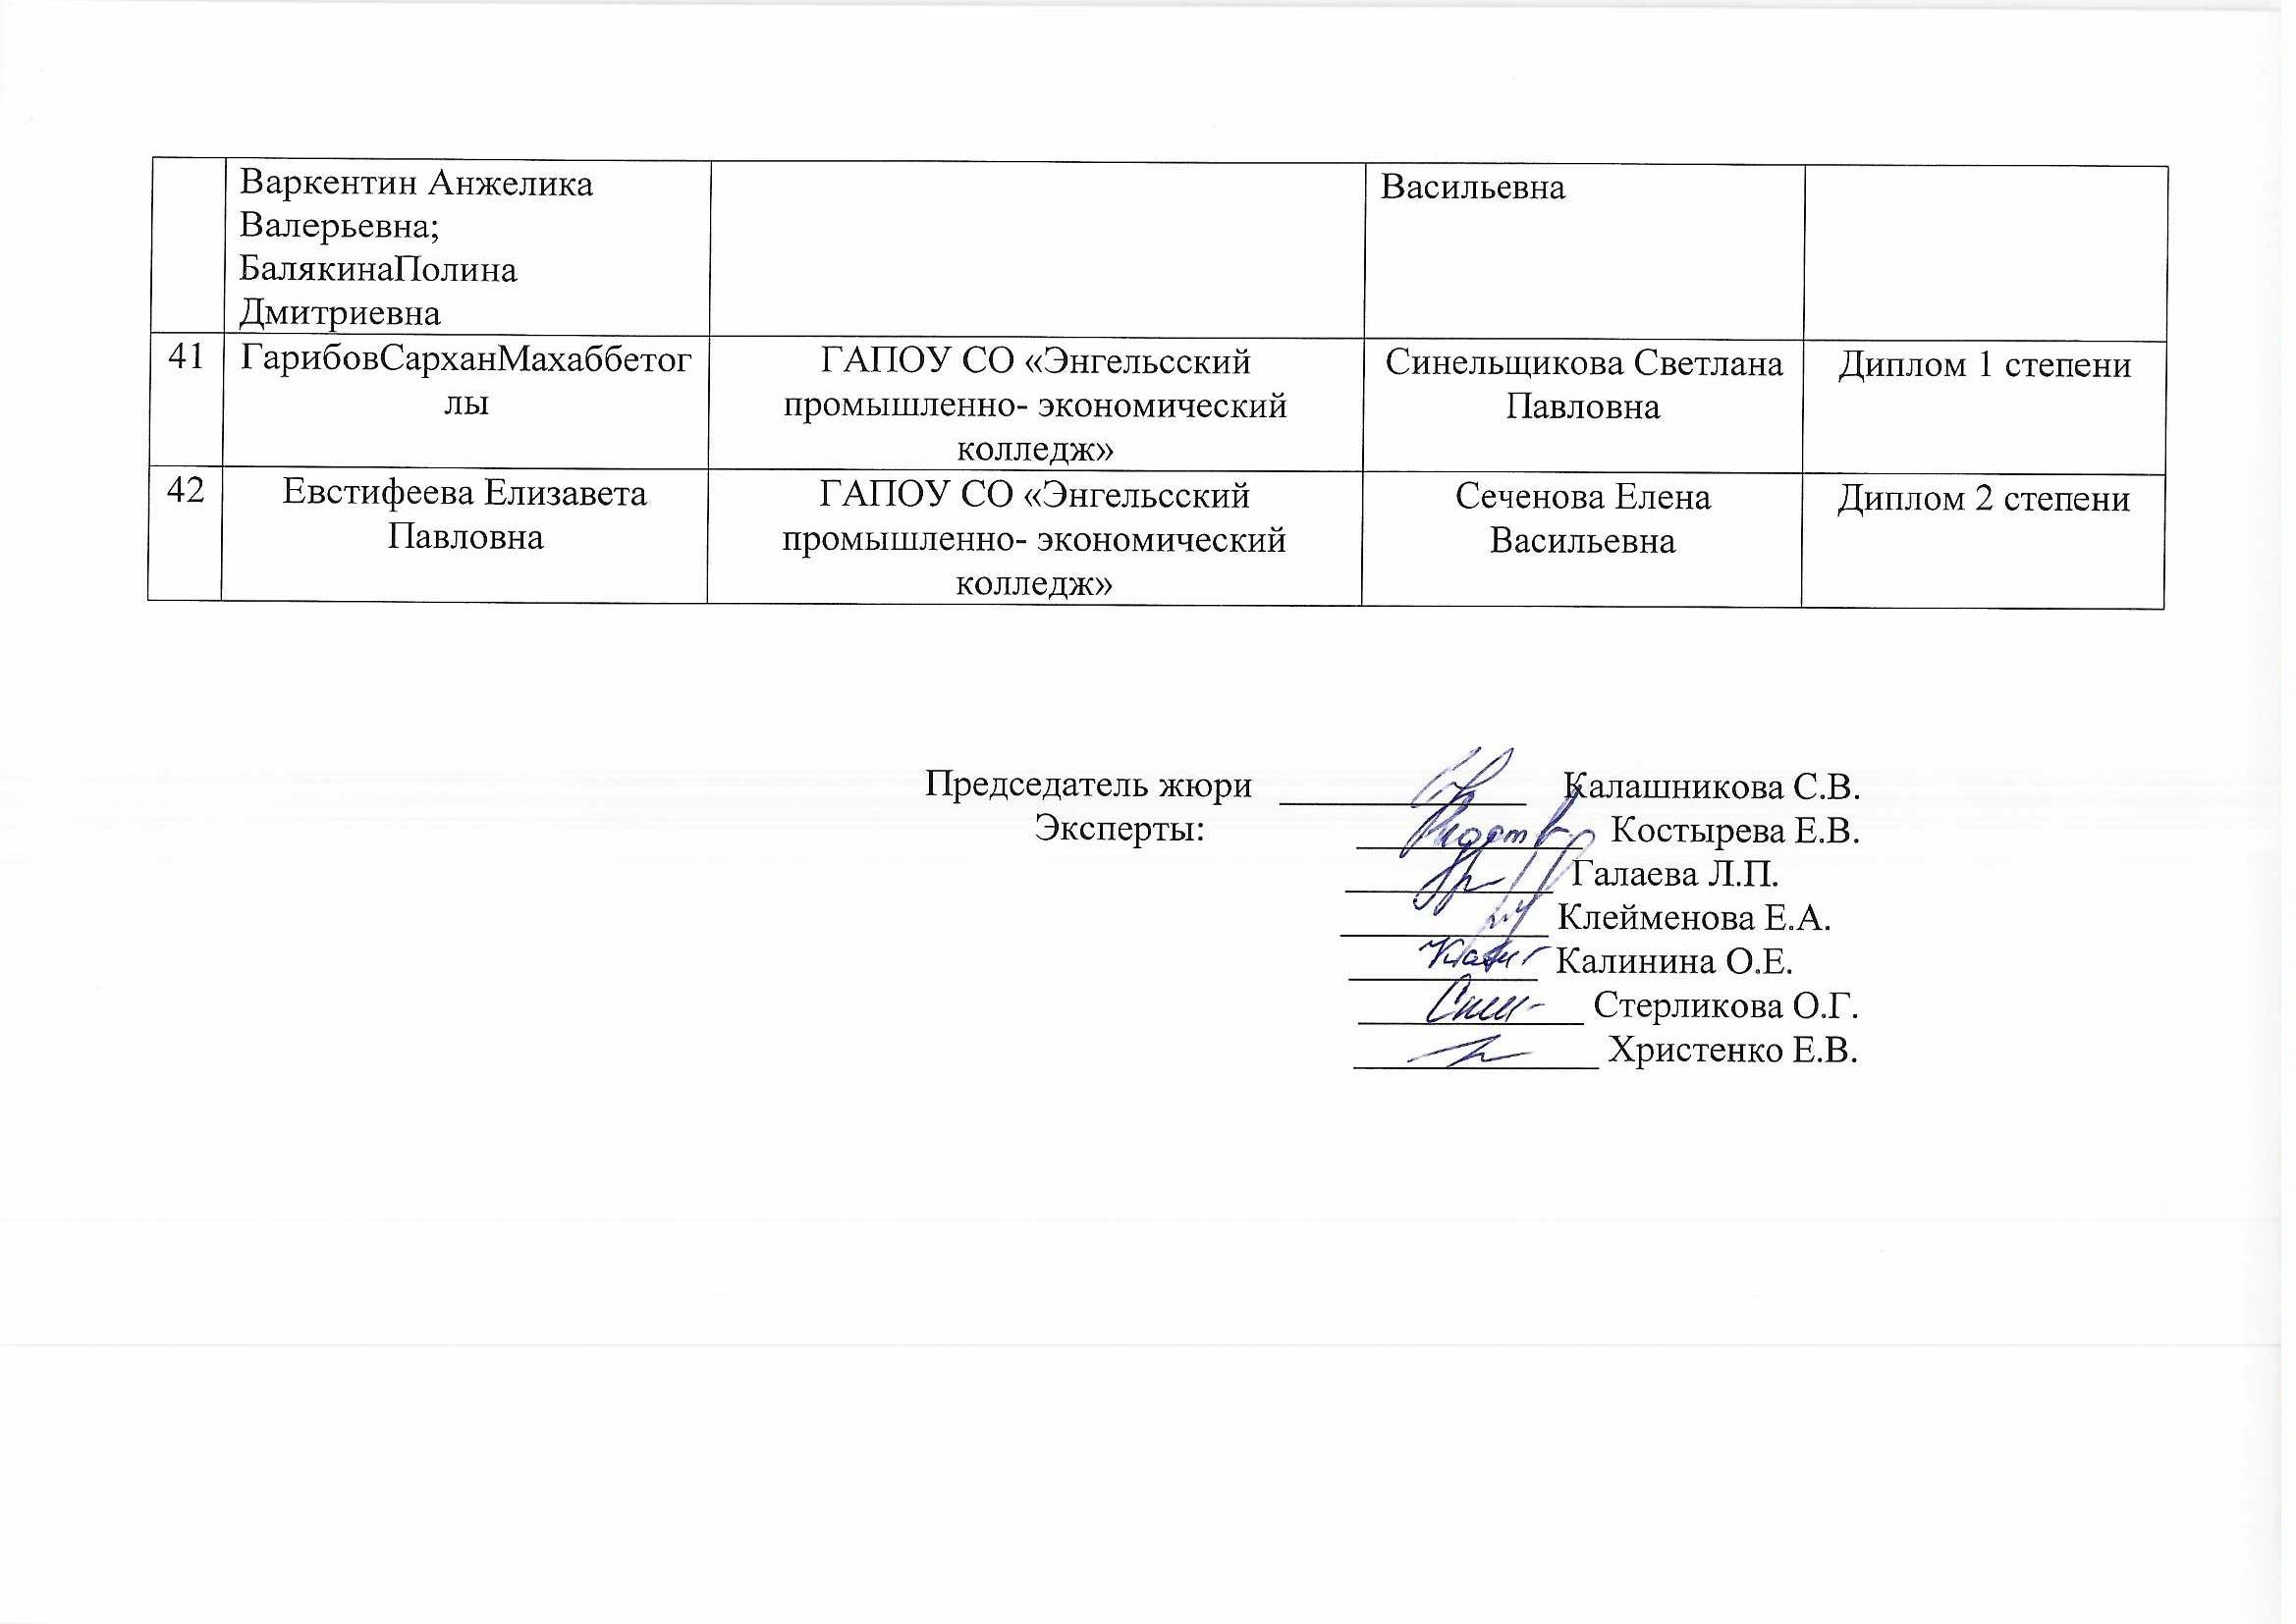 Варкентин Анжелика
Валерьевна;
БалякинаПолина
Дмитриевна
Васильевна
41
ГарибовСарханМахаббетог
лы
ГАПОУ СО «Энгельсский
промышленно- экономический
колледж»
Синельщикова Светлана
Павловна
Диплом 1 степени
42
Евстифеева Елизавета
Павловна
ГАПОУ СО «Энгельсский
промышленно- экономический
колледж»
Сеченова Елена
Васильевна
Диплом 2 степени
Председатель жюри Калашникова С.В.
Эксперты: Костырева Е.В.
Галаева Л.П.
Клейменова Е.А.
Калинина О.Е.
Стерликова О.Г.
Христенко Е.В.